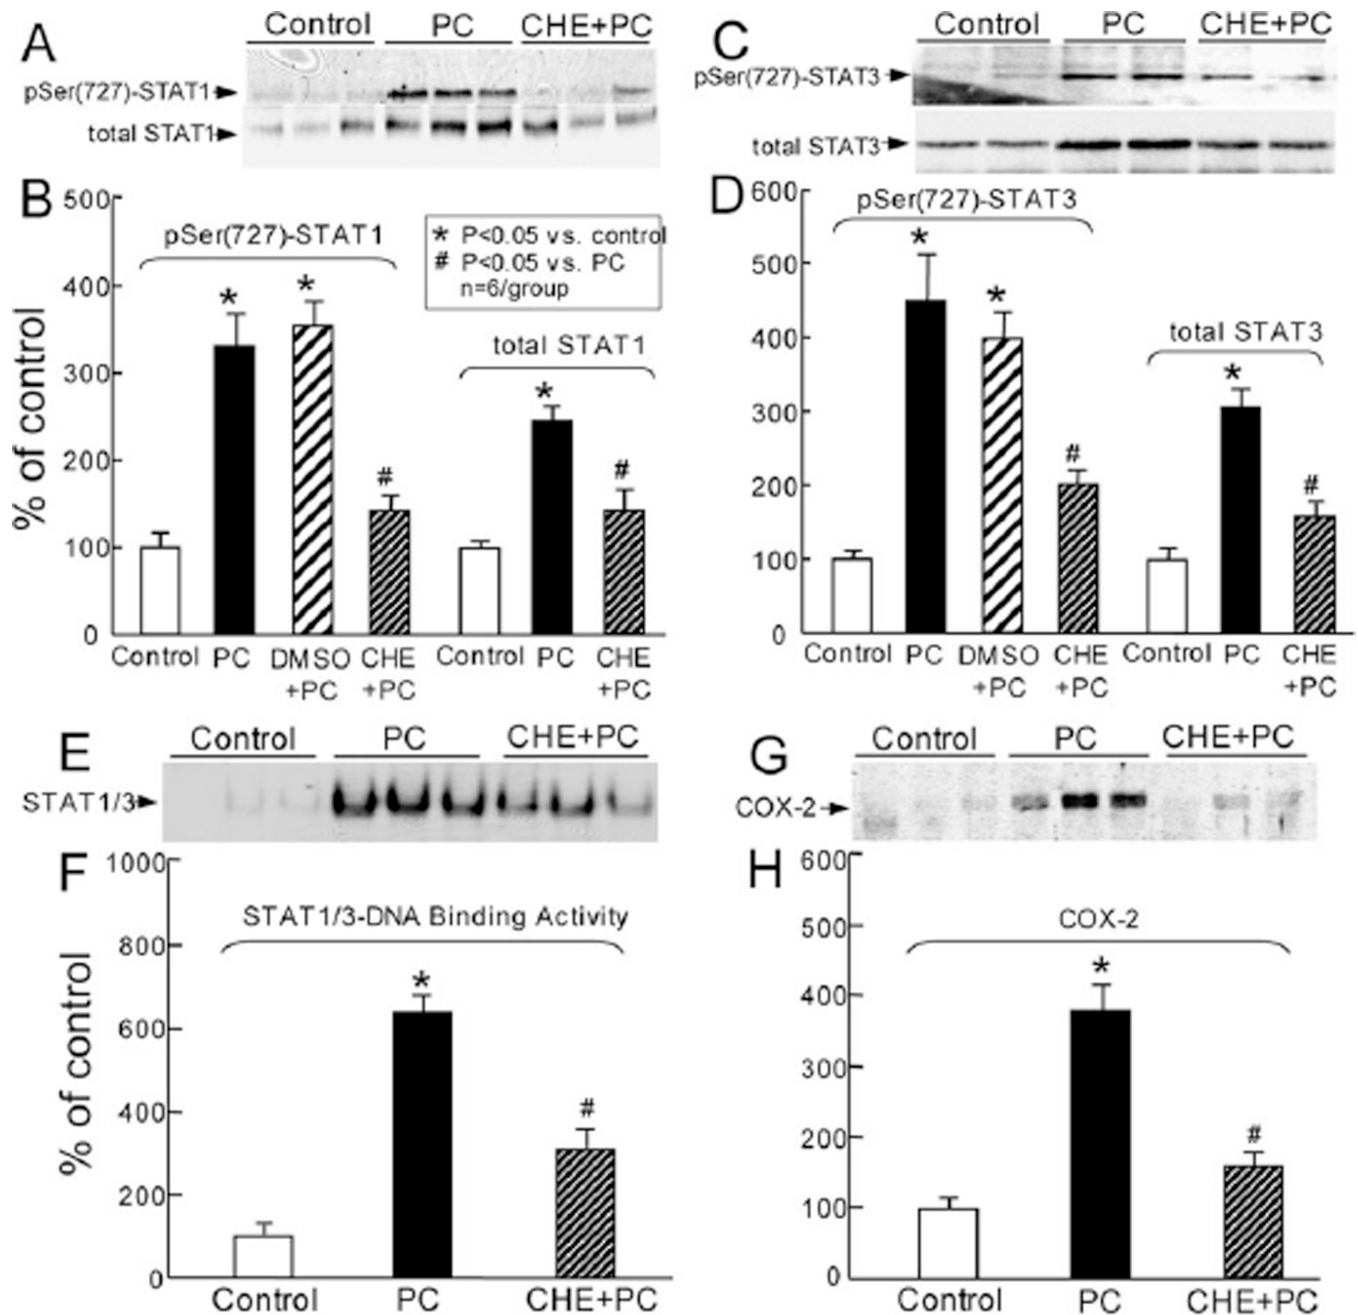 A
Control PC CHE+PC
pSer(727)-STAT1
total STAT1
C
Control PC CHE+PC
pSer(727)-STAT3
total STAT3
B
500
400
300
200
100
0
% of control
pSer(727)-STAT1
* P<0.05 vs. control
# P<0.05 vs. PC
n=6/group
total STAT1
* * # * #
Control PC DMSO +PC CHE +PC Control PC CHE +PC
D
600
500
400
300
200
100
0
pSer(727)-STAT3
total STAT3
* * # * #
Control PC DMSO +PC CHE +PC Control PC CHE +PC
E
Control PC CHE+PC
STAT1/3
G
Control PC CHE+PC
COX-2
F
1000
800
600
400
200
0
% of control
STAT1/3-DNA Binding Activity
* #
Control PC CHE+PC
H
600
500
400
300
200
100
0
COX-2
* #
Control PC CHE+PC